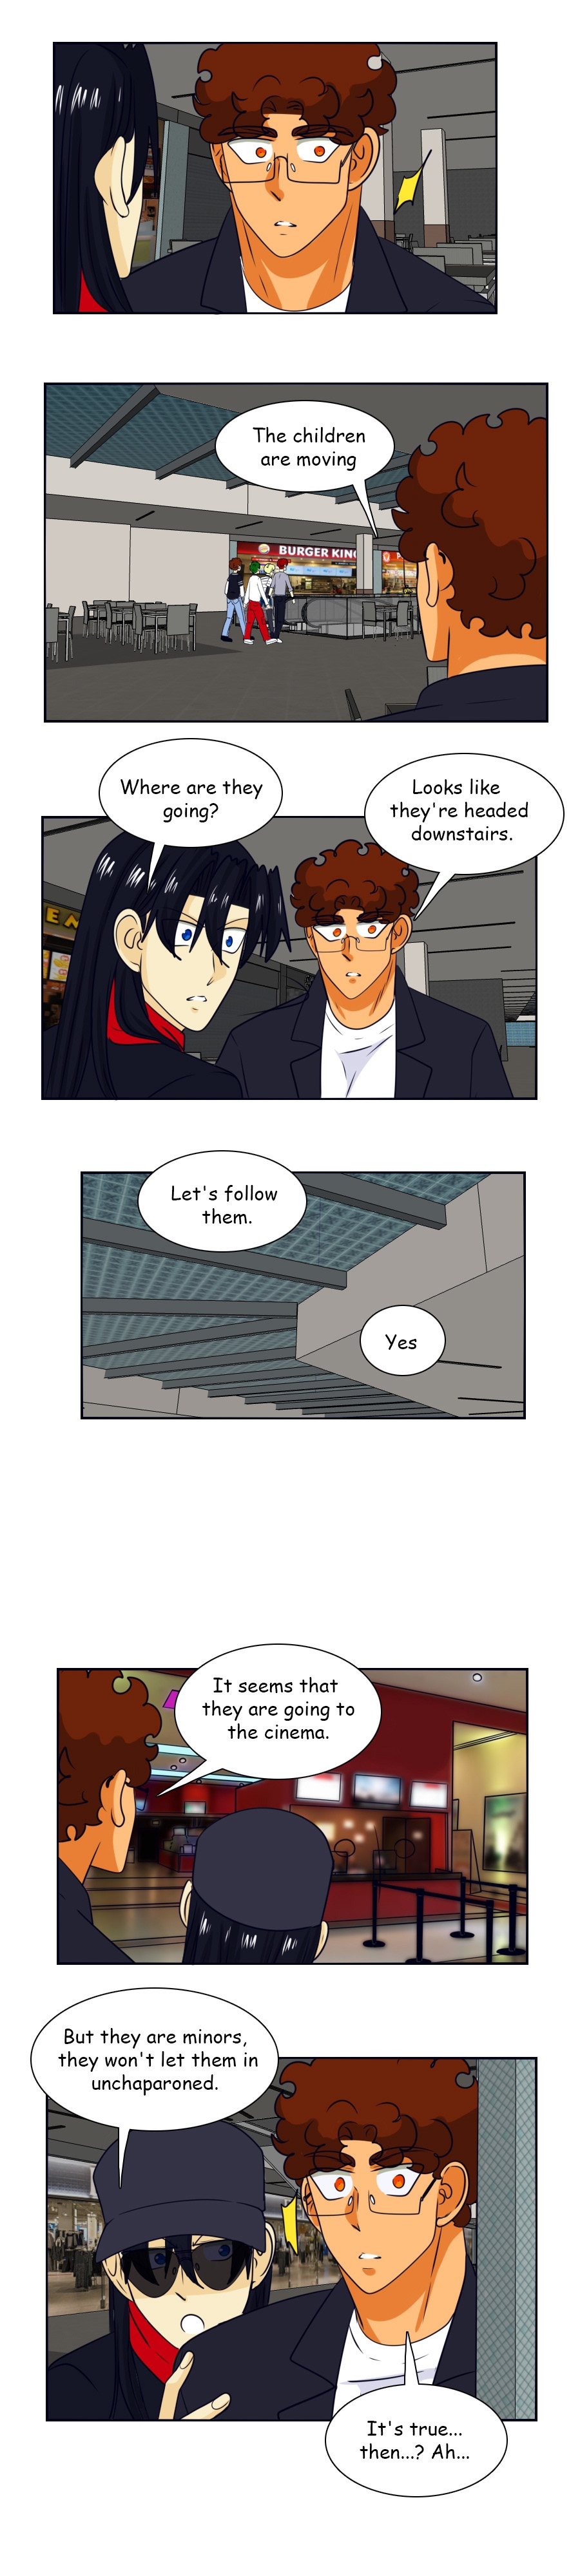 The children
are moving
BURGER KING
Where are they
going?
Looks like
they're headed
downstairs.
Let's follow
them.
Yes
It seems that
they are going to
the cinema.
But they are minors,
they won't let them in
unchaparoned.
It's true...
then...? Ah...